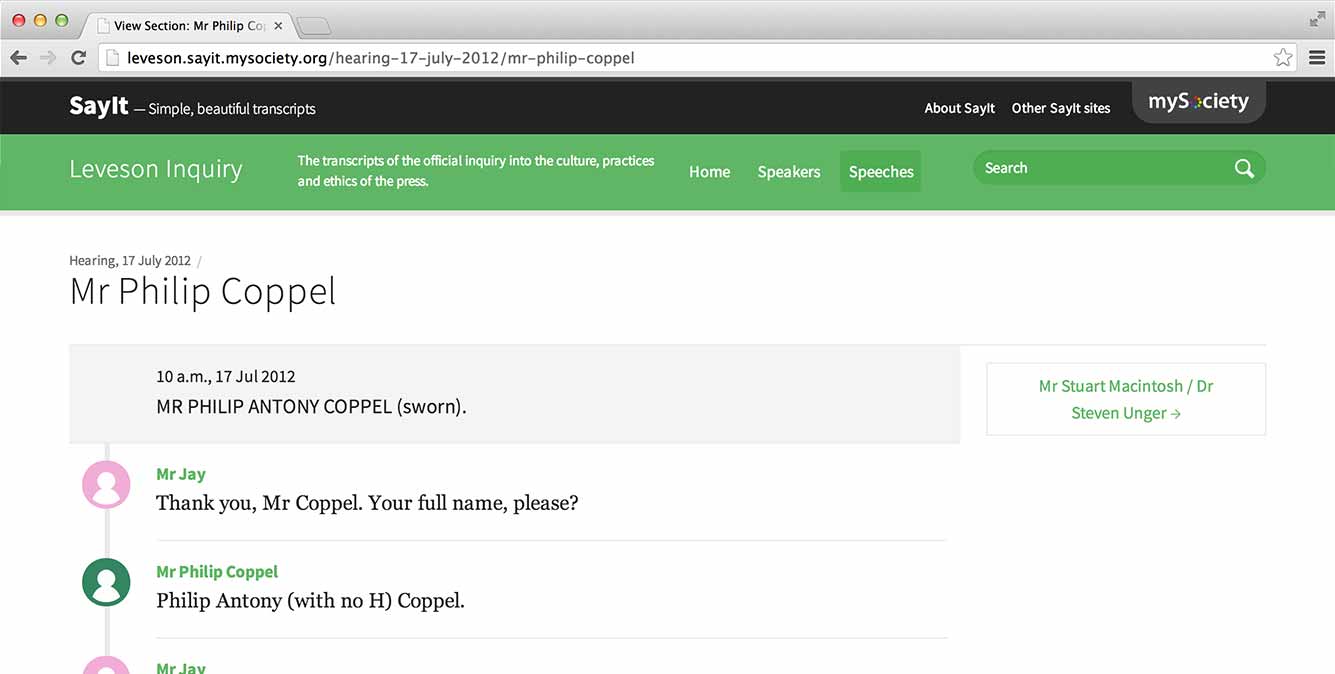 View Section: Mr Philip Co
leveson.sayit.mysociety.org/hearing-17-july-2012/mr-philip-coppel
SayIt — Simple, beautiful transcripts
About SayIt Other SayIt sites mySociety
Leveson Inquiry
The transcripts of the official inquiry into the culture, practices
and ethics of the press.
Home Speakers Speeches
Search
Hearing, 17 July 2012 /
Mr Philip Coppel
10 a.m., 17 Jul 2012
MR PHILIP ANTONY COPPEL (sworn).
Mr Stuart Macintosh / Dr
Steven Unger →
Mr Jay
Thank you, Mr Coppel. Your full name, please?
Mr Philip Coppel
Philip Antony (with no H) Coppel.
Mr Jay